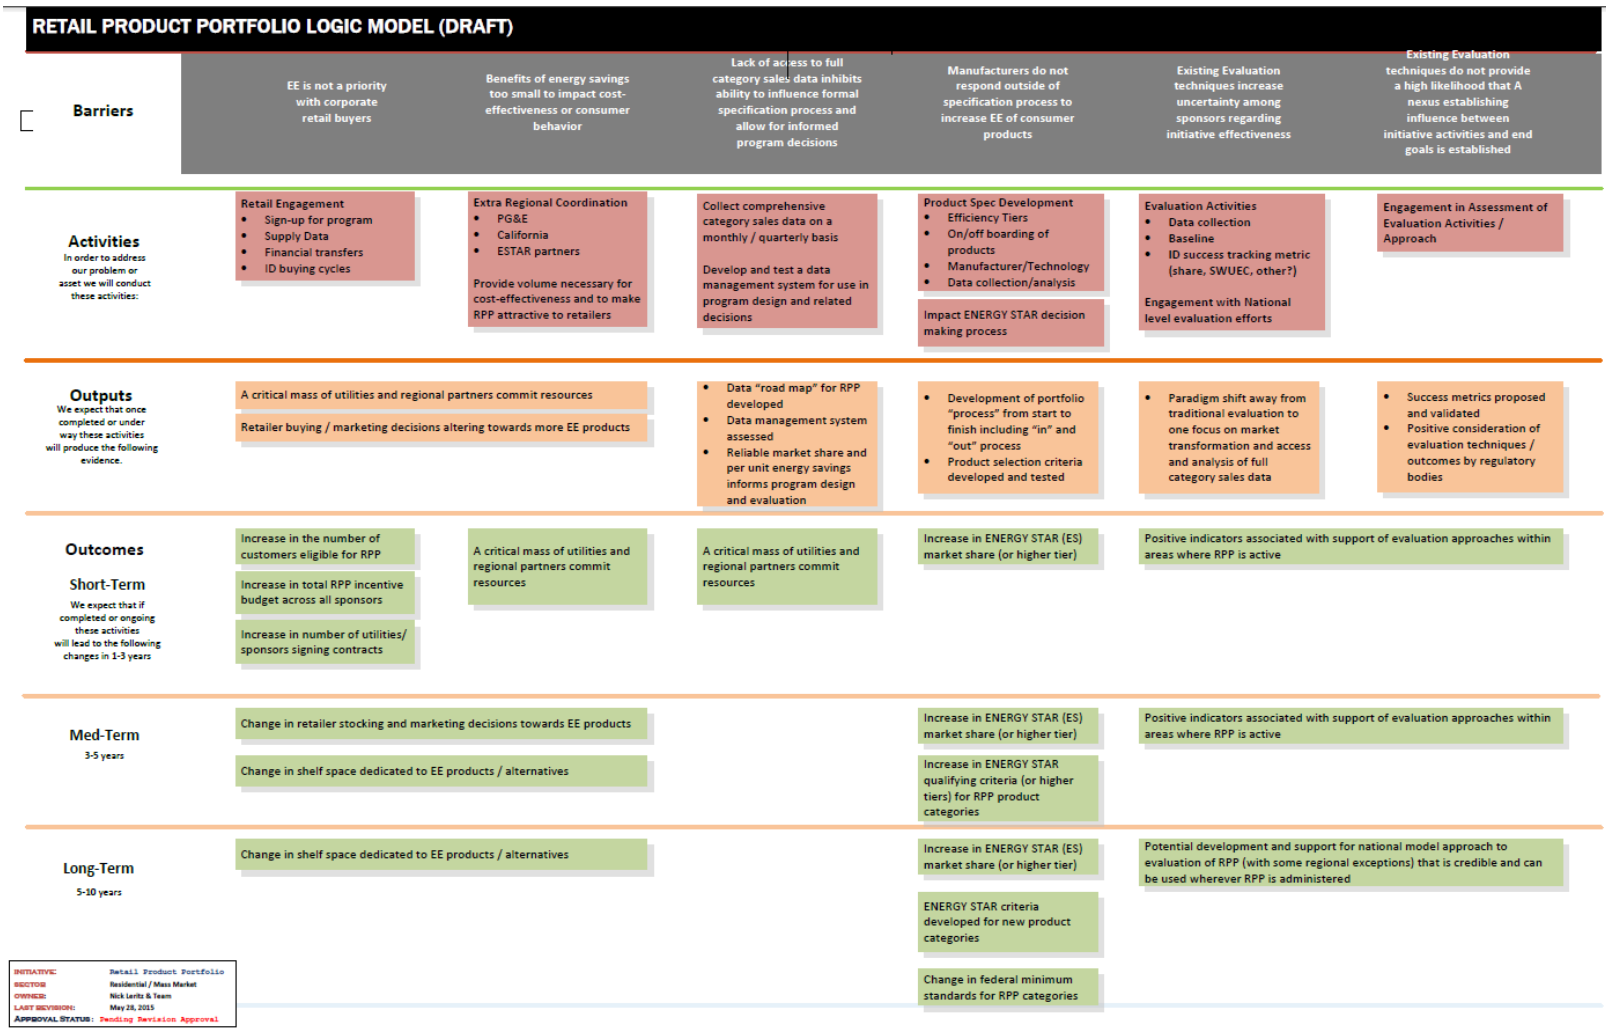 RETAIL PRODUCT PORTFOLIO LOGIC MODEL (DRAFT)
Barriers
EE is not a priority
with corporate
retail buyers
Benefits of energy savings
too small to impact cost-
effectiveness or consumer
behavior
Lack of access to full
category sales data inhibits
ability to influence formal
specification process and
allow for informed
program decisions
Manufacturers do not
respond outside of
specification process to
increase EE of consumer
products
Existing Evaluation
techniques increase
uncertainty among
sponsors regarding
initiative effectiveness
Existing Evaluation
techniques do not provide
a high likelihood that A
nexus establishing
influence between
initiative activities and end
goals is established
Activities
In order to address
our problem or
asset we will conduct
these activities:
Retail Engagement
• Sign-up for program
• Supply Data
• Financial transfers
• ID buying cycles
Extra Regional Coordination
• PG&E
• California
• ESTAR partners
Provide volume necessary for
cost-effectiveness and to make
RPP attractive to retailers
Collect comprehensive
category sales data on a
monthly / quarterly basis
Develop and test a data
management system for use in
program design and related
decisions
Product Spec Development
• Efficiency Tiers
• On/off boarding of
products
• Manufacturer/Technology
• Data collection/analysis
Impact ENERGY STAR decision
making process
Evaluation Activities
• Data collection
• Baseline
• ID success tracking metric
(share, SWUEC, other?)
Engagement with National
level evaluation efforts
Engagement in Assessment of
Evaluation Activities /
Approach
Outputs
We expect that once
completed or under
way these activities
will produce the following
evidence.
A critical mass of utilities and regional partners commit resources
Retailer buying / marketing decisions altering towards more EE products
• Data “road map” for RPP
developed
• Data management system
assessed
• Reliable market share and
per unit energy savings
informs program design
and evaluation
• Development of portfolio
“process” from start to
finish including “in” and
“out” process
• Product selection criteria
developed and tested
• Paradigm shift away from
traditional evaluation to
one focus on market
transformation and access
and analysis of full
category sales data
• Success metrics proposed
and validated
• Positive consideration of
evaluation techniques /
outcomes by regulatory
bodies
Outcomes
Short-Term
We expect that if
completed or ongoing
these activities
will lead to the following
changes in 1-3 years
Increase in the number of
customers eligible for RPP
Increase in total RPP incentive
budget across all sponsors
Increase in number of utilities/
sponsors signing contracts
A critical mass of utilities and
regional partners commit
resources
A critical mass of utilities and
regional partners commit
resources
Increase in ENERGY STAR (ES)
market share (or higher tier)
Positive indicators associated with support of evaluation approaches within
areas where RPP is active
Med-Term
3-5 years
Change in retailer stocking and marketing decisions towards EE products
Change in shelf space dedicated to EE products / alternatives
Increase in ENERGY STAR (ES)
market share (or higher tier)
Increase in ENERGY STAR
qualifying criteria (or higher
tiers) for RPP product
categories
Positive indicators associated with support of evaluation approaches within
areas where RPP is active
Long-Term
5-10 years
Change in shelf space dedicated to EE products / alternatives
Increase in ENERGY STAR (ES)
market share (or higher tier)
ENERGY STAR criteria
developed for new product
categories
Change in federal minimum
standards for RPP categories
Potential development and support for national model approach to
evaluation of RPP (with some regional exceptions) that is credible and can
be used wherever RPP is administered
INITIATIVE: Retail Product Portfolio
SECTOR Residential / Mass Market
OWNER: Nick Leritz & Team
LAST REVISION: May 28, 2015
APPROVAL STATUS: Pending Revision Approval